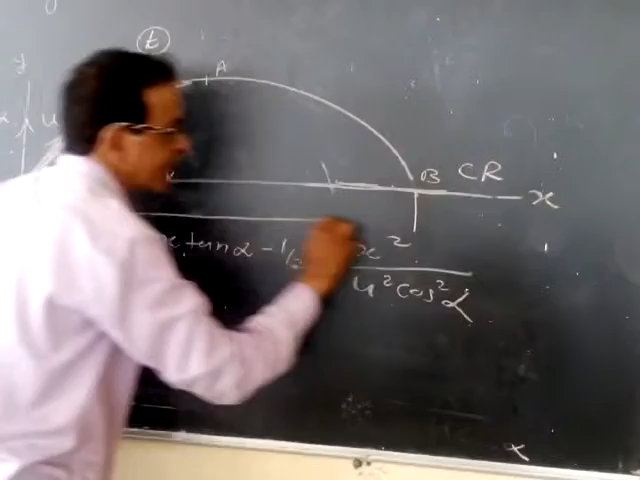 t
y A
u
B CR x
x tan α - 1/2 x²
u² cos² α